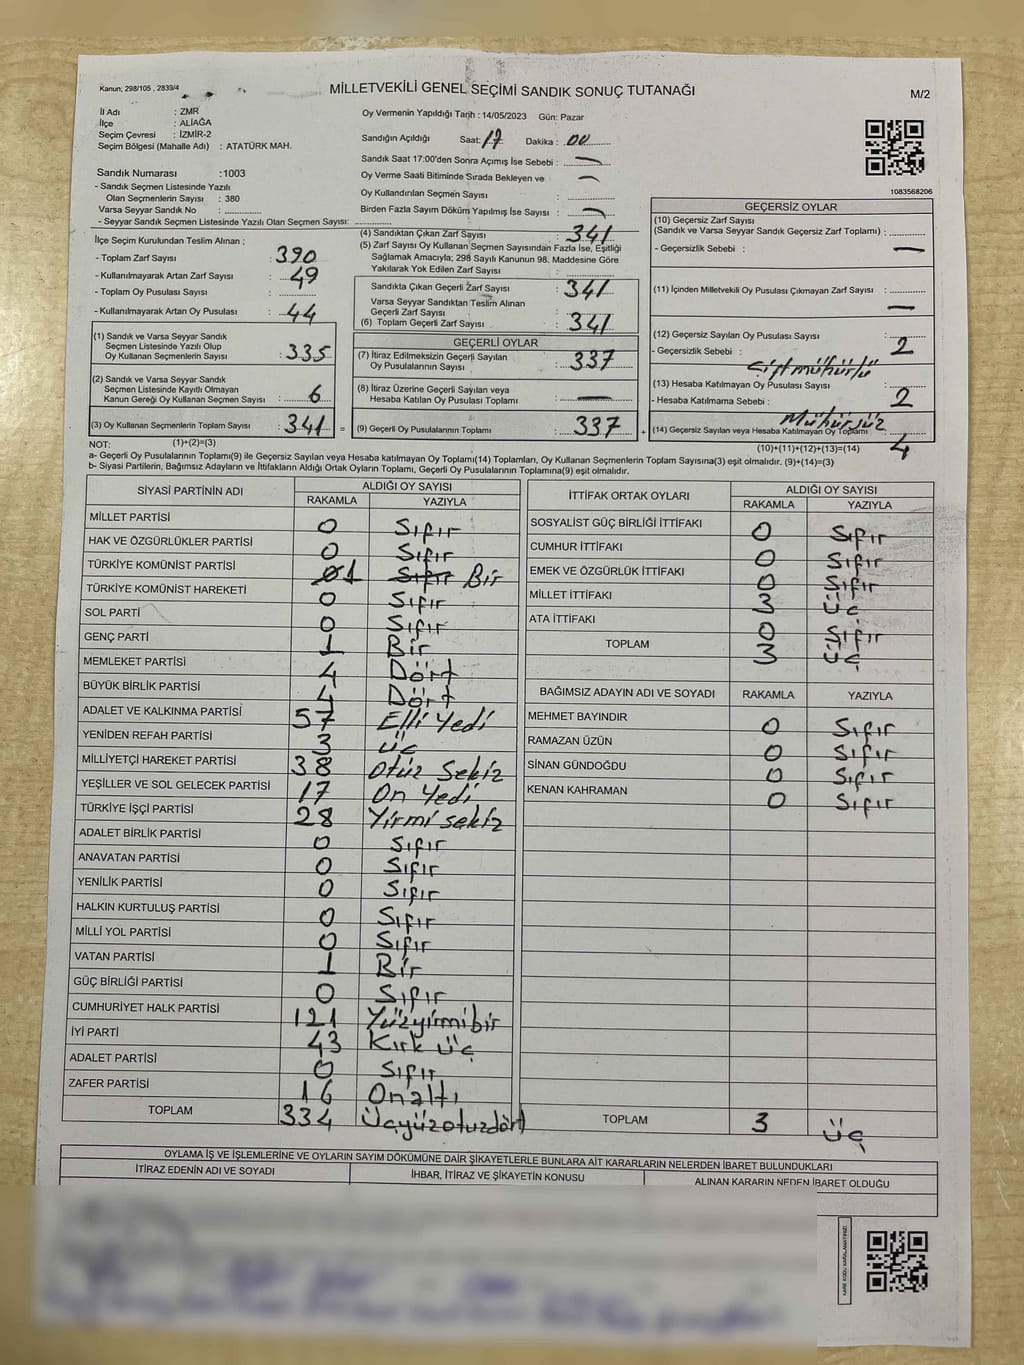 Kanun; 298/105 , 2839/4
MİLLETVEKİLİ GENEL SEÇİMİ SANDIK SONUÇ TUTANAĞI
M/2
İl Adı : ZMR
İlçe : ALİAĞA
Seçim Çevresi : İZMİR-2
Seçim Bölgesi (Mahalle Adı) : ATATÜRK MAH.
Sandık Numarası :1003
- Sandık Seçmen Listesinde Yazılı
Olan Seçmenlerin Sayısı : 380
Varsa Seyyar Sandık No : ............
- Seyyar Sandık Seçmen Listesinde Yazılı Olan Seçmen Sayısı: ............
Oy Vermenin Yapıldığı Tarih : 14/05/2023 Gün: Pazar
Sandığın Açıldığı Saat: 17 Dakika : 00
Sandık Saat 17:00'den Sonra Açımış İse Sebebi : —
Oy Verme Saati Bitiminde Sırada Bekleyen ve —
Oy Kullandırılan Seçmen Sayısı : ............
Birden Fazla Sayım Döküm Yapılmış İse Sayısı : —
1083568206
İlçe Seçim Kurulundan Teslim Alınan ;
- Toplam Zarf Sayısı : 390
- Kullanılmayarak Artan Zarf Sayısı : 49
- Toplam Oy Pusulası Sayısı : ............
- Kullanılmayarak Artan Oy Pusulası : 44
(1) Sandık ve Varsa Seyyar Sandık
Seçmen Listesinde Yazılı Olup
Oy Kullanan Seçmenlerin Sayısı : 335
(2) Sandık ve Varsa Seyyar Sandık
Seçmen Listesinde Kayıtlı Olmayan
Kanun Gereği Oy Kullanan Seçmen Sayısı : 6
(3) Oy Kullanan Seçmenlerin Toplam Sayısı : 341 =
(4) Sandıktan Çıkan Zarf Sayısı : 341
(5) Zarf Sayısı Oy Kullanan Seçmen Sayısından Fazla İse, Eşitliği
Sağlamak Amacıyla; 298 Sayılı Kanunun 98. Maddesine Göre
Yakılarak Yok Edilen Zarf Sayısı : ............
Sandıkta Çıkan Geçerli Zarf Sayısı : 341
Varsa Seyyar Sandıktan Teslim Alınan
Geçerli Zarf Sayısı : ............
(6) Toplam Geçerli Zarf Sayısı : 341
GEÇERLİ OYLAR
(7) İtiraz Edilmeksizin Geçerli Sayılan
Oy Pusulalarının Sayısı : 337
(8) İtiraz Üzerine Geçerli Sayılan veya
Hesaba Katılan Oy Pusulası Toplamı : —
(9) Geçerli Oy Pusulalarının Toplamı : 337 +
GEÇERSİZ OYLAR
(10) Geçersiz Zarf Sayısı
(Sandık ve Varsa Seyyar Sandık Geçersiz Zarf Toplamı) : ............
- Geçersizlik Sebebi : —
(11) İçinden Milletvekili Oy Pusulası Çıkmayan Zarf Sayısı : ............
—
(12) Geçersiz Sayılan Oy Pusulası Sayısı : 2
- Geçersizlik Sebebi : Çift mühürlü
(13) Hesaba Katılmayan Oy Pusulası Sayısı : 2
- Hesaba Katılmama Sebebi : Mühürsüz
(14) Geçersiz Sayılan veya Hesaba Katılmayan Oy Toplamı 4
NOT: (1)+(2)=(3)
(10)+(11)+(12)+(13)=(14)
a- Geçerli Oy Pusulalarının Toplamı(9) ile Geçersiz Sayılan veya Hesaba Katılmayan Oy Toplamı(14) Toplamları, Oy Kullanan Seçmenlerin Toplam Sayısına(3) eşit olmalıdır. (9)+(14)=(3)
b- Siyasi Partilerin, Bağımsız Adayların ve İttifakların Aldığı Ortak Oyların Toplamı, Geçerli Oy Pusulalarının Toplamına(9) eşit olmalıdır.
SİYASİ PARTİNİN ADI ALDIĞI OY SAYISI
RAKAMLA YAZIYLA
MİLLET PARTİSİ 0 Sıfır
HAK VE ÖZGÜRLÜKLER PARTİSİ 0 Sıfır
TÜRKİYE KOMÜNİST PARTİSİ 0 1 Sıfır Bir
TÜRKİYE KOMÜNİST HAREKETİ 0 Sıfır
SOL PARTİ 0 Sıfır
GENÇ PARTİ 1 Bir
MEMLEKET PARTİSİ 4 Dört
BÜYÜK BİRLİK PARTİSİ 4 Dört
ADALET VE KALKINMA PARTİSİ 57 Elli Yedi
YENİDEN REFAH PARTİSİ 3 üç
MİLLİYETÇİ HAREKET PARTİSİ 38 Otüz Sekiz
YEŞİLLER VE SOL GELECEK PARTİSİ 17 On Yedi
TÜRKİYE İŞÇİ PARTİSİ 28 Yirmi sekiz
ADALET BİRLİK PARTİSİ 0 Sıfır
ANAVATAN PARTİSİ 0 Sıfır
YENİLİK PARTİSİ 0 Sıfır
HALKIN KURTULUŞ PARTİSİ 0 Sıfır
MİLLİ YOL PARTİSİ 0 Sıfır
VATAN PARTİSİ 1 Bir
GÜÇ BİRLİĞİ PARTİSİ 0 Sıfır
CUMHURİYET HALK PARTİSİ 121 Yüzyirmibir
İYİ PARTİ 43 Kırk üç
ADALET PARTİSİ 0 Sıfır
ZAFER PARTİSİ 16 Onaltı
TOPLAM 334 Üçyüzotuzdört
İTTİFAK ORTAK OYLARI ALDIĞI OY SAYISI
RAKAMLA YAZIYLA
SOSYALİST GÜÇ BİRLİĞİ İTTİFAKI 0 Sıfır
CUMHUR İTTİFAKI 0 Sıfır
EMEK VE ÖZGÜRLÜK İTTİFAKI 0 Sıfır
MİLLET İTTİFAKI 3 Üç
ATA İTTİFAKI 0 Sıfır
TOPLAM 3 Üç
BAĞIMSIZ ADAYIN ADI VE SOYADI RAKAMLA YAZIYLA
MEHMET BAYINDIR 0 Sıfır
RAMAZAN ÜZÜN 0 Sıfır
SİNAN GÜNDOĞDU 0 Sıfır
KENAN KAHRAMAN 0 Sıfır
TOPLAM 3 üç
OYLAMA İŞ VE İŞLEMLERİNE VE OYLARIN SAYIM DÖKÜMÜNE DAİR ŞİKAYETLERLE BUNLARA AİT KARARLARIN NELERDEN İBARET BULUNDUKLARI
İTİRAZ EDENİN ADI VE SOYADI İHBAR, İTİRAZ VE ŞİKAYETİN KONUSU ALINAN KARARIN NEDEN İBARET OLDUĞU
KARE KODU KARALAMAYINIZ!